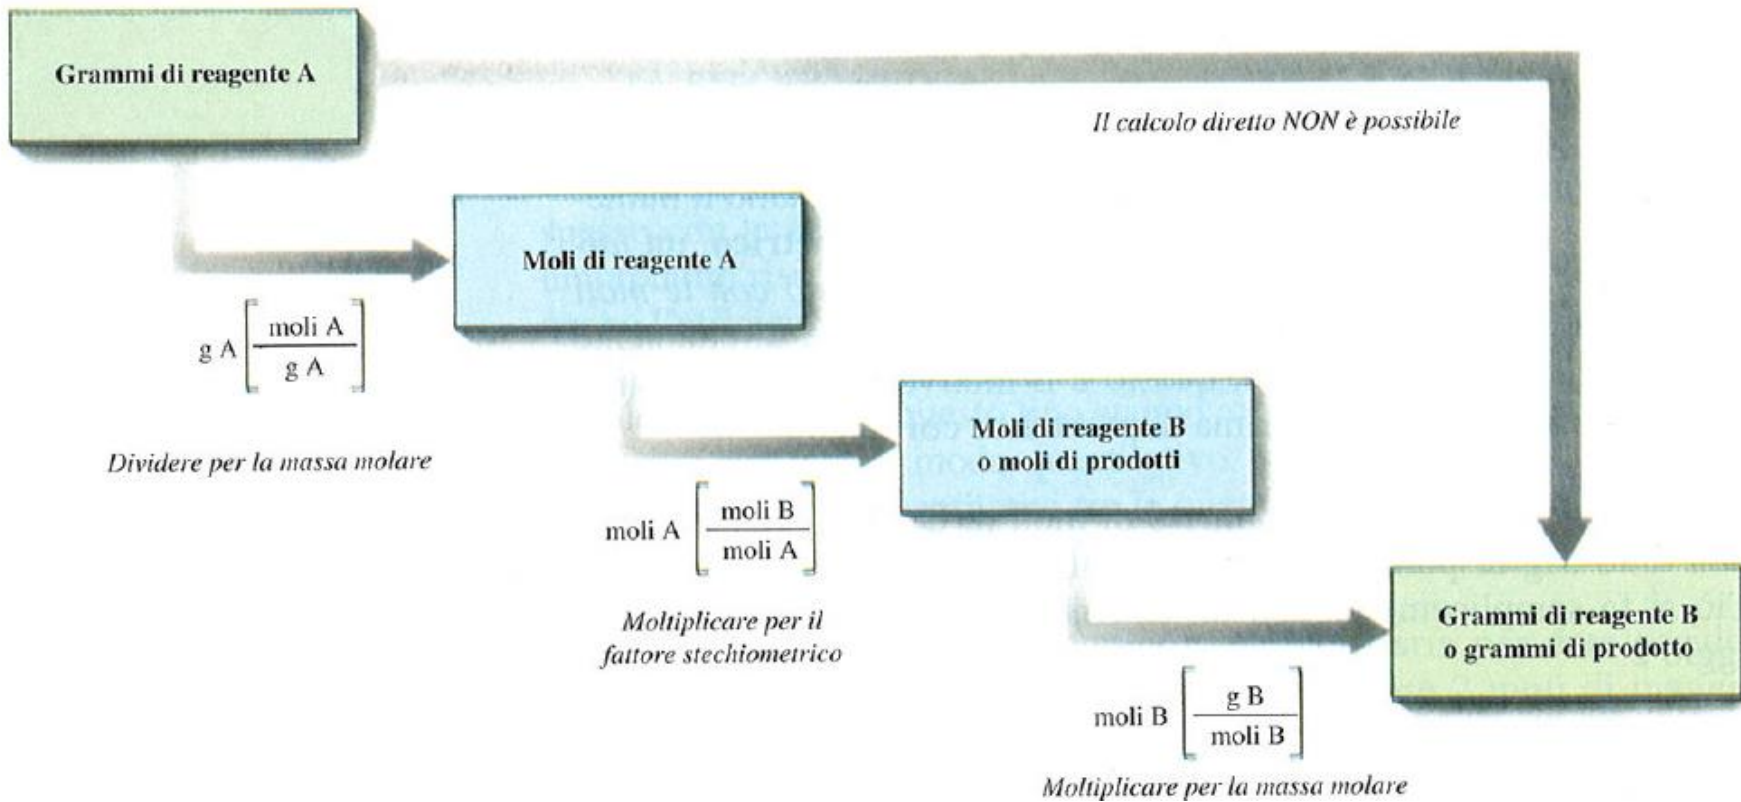 Grammi di reagente A
Il calcolo diretto NON è possibile
Moli di reagente A
g A [ moli A / g A ]
Dividere per la massa molare
Moli di reagente B
o moli di prodotti
moli A [ moli B / moli A ]
Moltiplicare per il
fattore stechiometrico
Grammi di reagente B
o grammi di prodotto
moli B [ g B / moli B ]
Moltiplicare per la massa molare